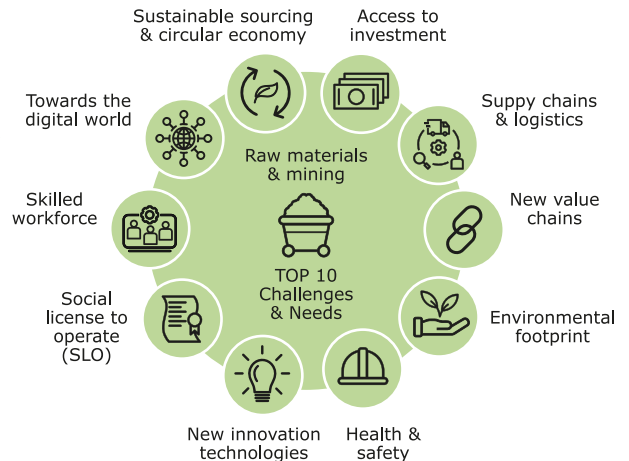 Sustainable sourcing
& circular economy
Access to
investment
Towards the
digital world
Suppy chains
& logistics
Raw materials
& mining
Skilled
workforce
New value
chains
TOP 10
Challenges
& Needs
Social
license to
operate
(SLO)
Environmental
footprint
New innovation
technologies
Health &
safety